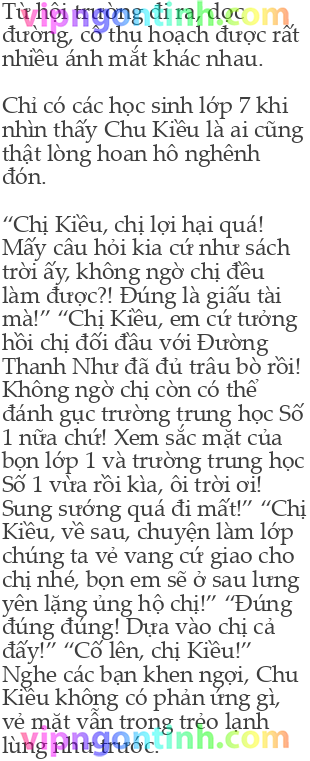 Từ hội trường đi ra, dọc
vipngontinh.com
đường, cô thu hoạch được rất
nhiều ánh mắt khác nhau.
Chỉ có các học sinh lớp 7 khi
nhìn thấy Chu Kiều là ai cũng
thật lòng hoan hô nghênh
đón.
“Chị Kiều, chị lợi hại quá!
Mấy câu hỏi kia cứ như sách
trời ấy, không ngờ chị đều
làm được?! Đúng là giấu tài
mà!” “Chị Kiều, em cứ tưởng
hồi chị đối đầu với Đường
Thanh Như đã đủ trâu bò rồi!
Không ngờ chị còn có thể
đánh gục trường trung học Số
1 nữa chứ! Xem sắc mặt của
bọn lớp 1 và trường trung học
Số 1 vừa rồi kìa, ôi trời ơi!
Sung sướng quá đi mất!” “Chị
Kiều, về sau, chuyện làm lớp
chúng ta vẻ vang cứ giao cho
chị nhé, bọn em sẽ ở sau lưng
yên lặng ủng hộ chị!” “Đúng
đúng đúng! Dựa vào chị cả
đấy!” “Cố lên, chị Kiều!”
Nghe các bạn khen ngợi, Chu
Kiều không có phản ứng gì,
vẻ mặt vẫn trong trẻo lạnh
lùng như trước.
vipngontinh.com